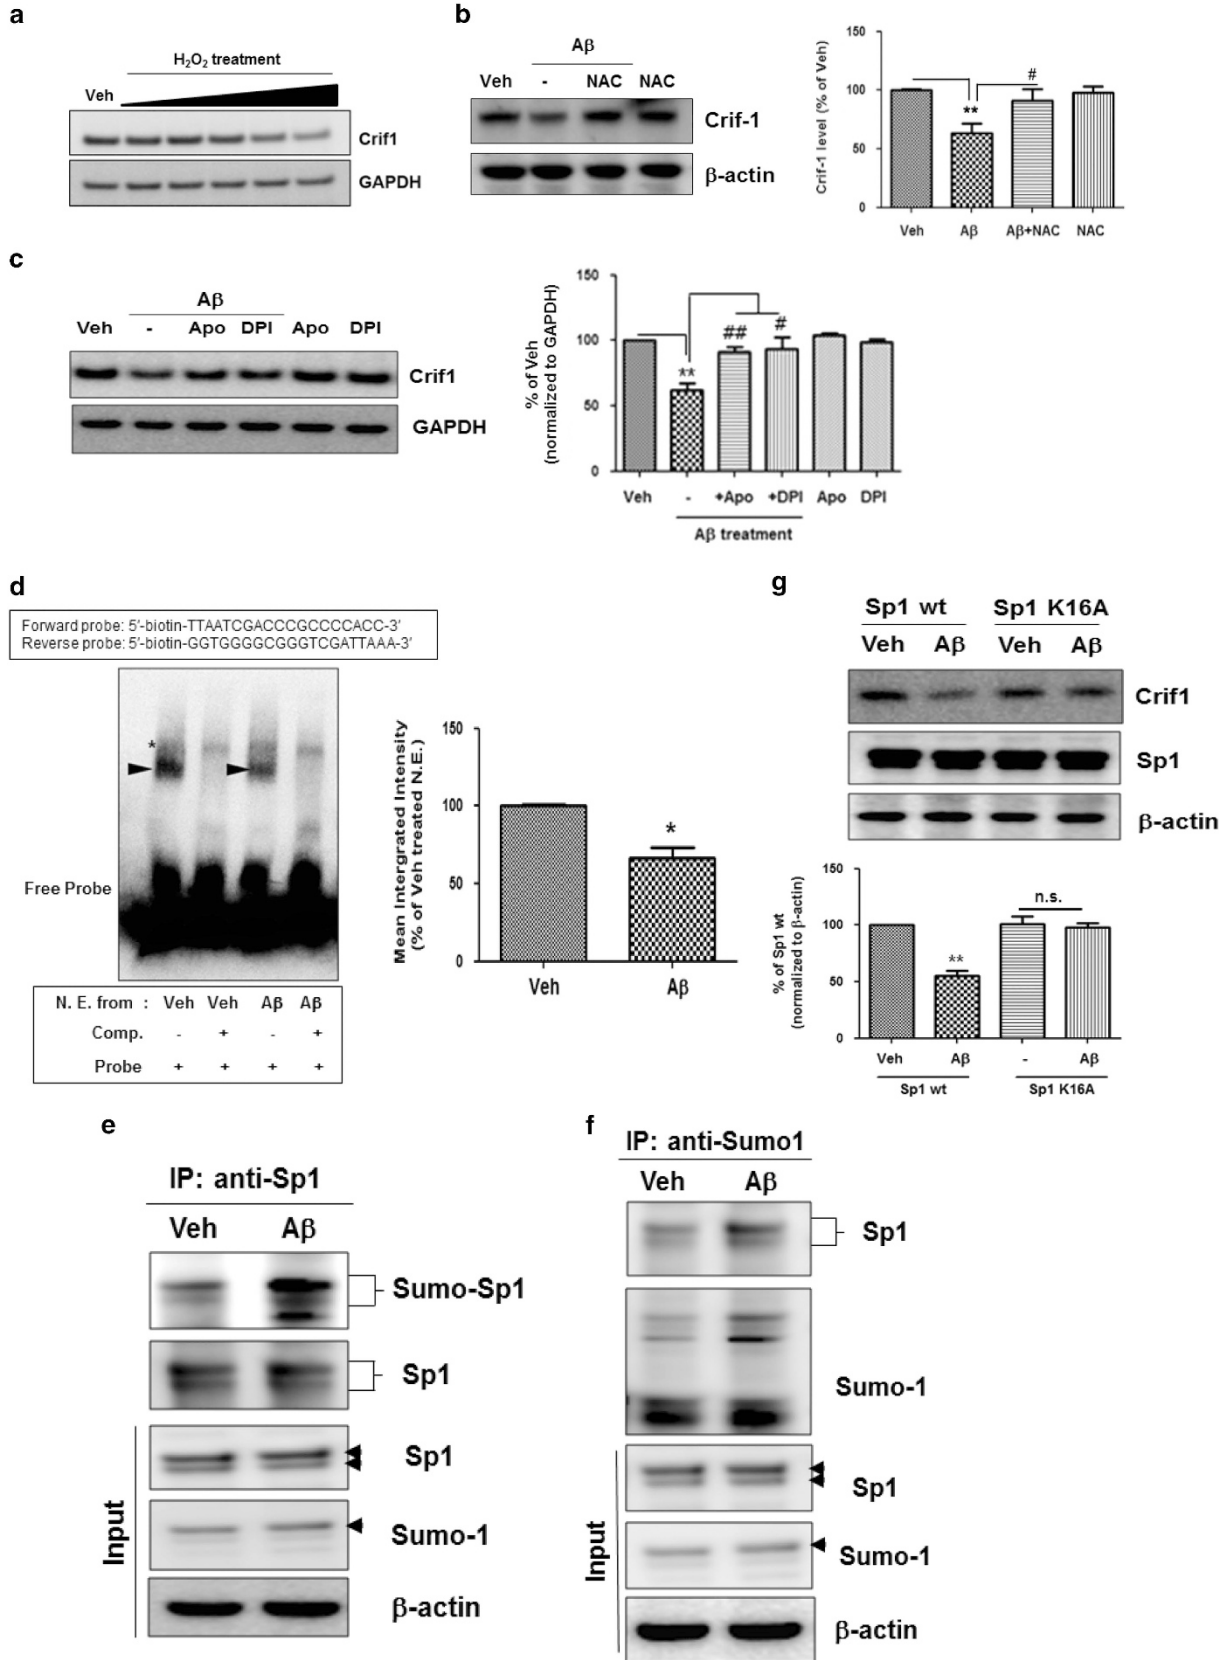 a
H2O2 treatment
Veh
Crif1
GAPDH
b
Aβ
Veh - NAC NAC
Crif-1
β-actin
Crif-1 level (% of Veh)
150
100
50
0
**
#
Veh Aβ Aβ+NAC NAC
c
Aβ
Veh - Apo DPI Apo DPI
Crif1
GAPDH
% of Veh
(normalized to GAPDH)
150
100
50
0
**
##
#
Veh - +Apo +DPI Apo DPI
Aβ treatment
d
Forward probe: 5′-biotin-TTAATCGACCCGCCCCACC-3′
Reverse probe: 5′-biotin-GGTGGGGCGGGTCGATTAAA-3′
*
Free Probe
N. E. from : Veh Veh Aβ Aβ
Comp. - + - +
Probe + + + +
Mean Intergrated Intensity
(% of Veh treated N.E.)
150
100
50
0
*
Veh Aβ
g
Sp1 wt Sp1 K16A
Veh Aβ Veh Aβ
Crif1
Sp1
β-actin
% of Sp1 wt
(normalized to β-actin)
150
100
50
0
**
n.s.
Veh Aβ - Aβ
Sp1 wt Sp1 K16A
e
IP: anti-Sp1
Veh Aβ
Sumo-Sp1
Sp1
Input
Sp1
Sumo-1
β-actin
f
IP: anti-Sumo1
Veh Aβ
Sp1
Sumo-1
Input
Sp1
Sumo-1
β-actin